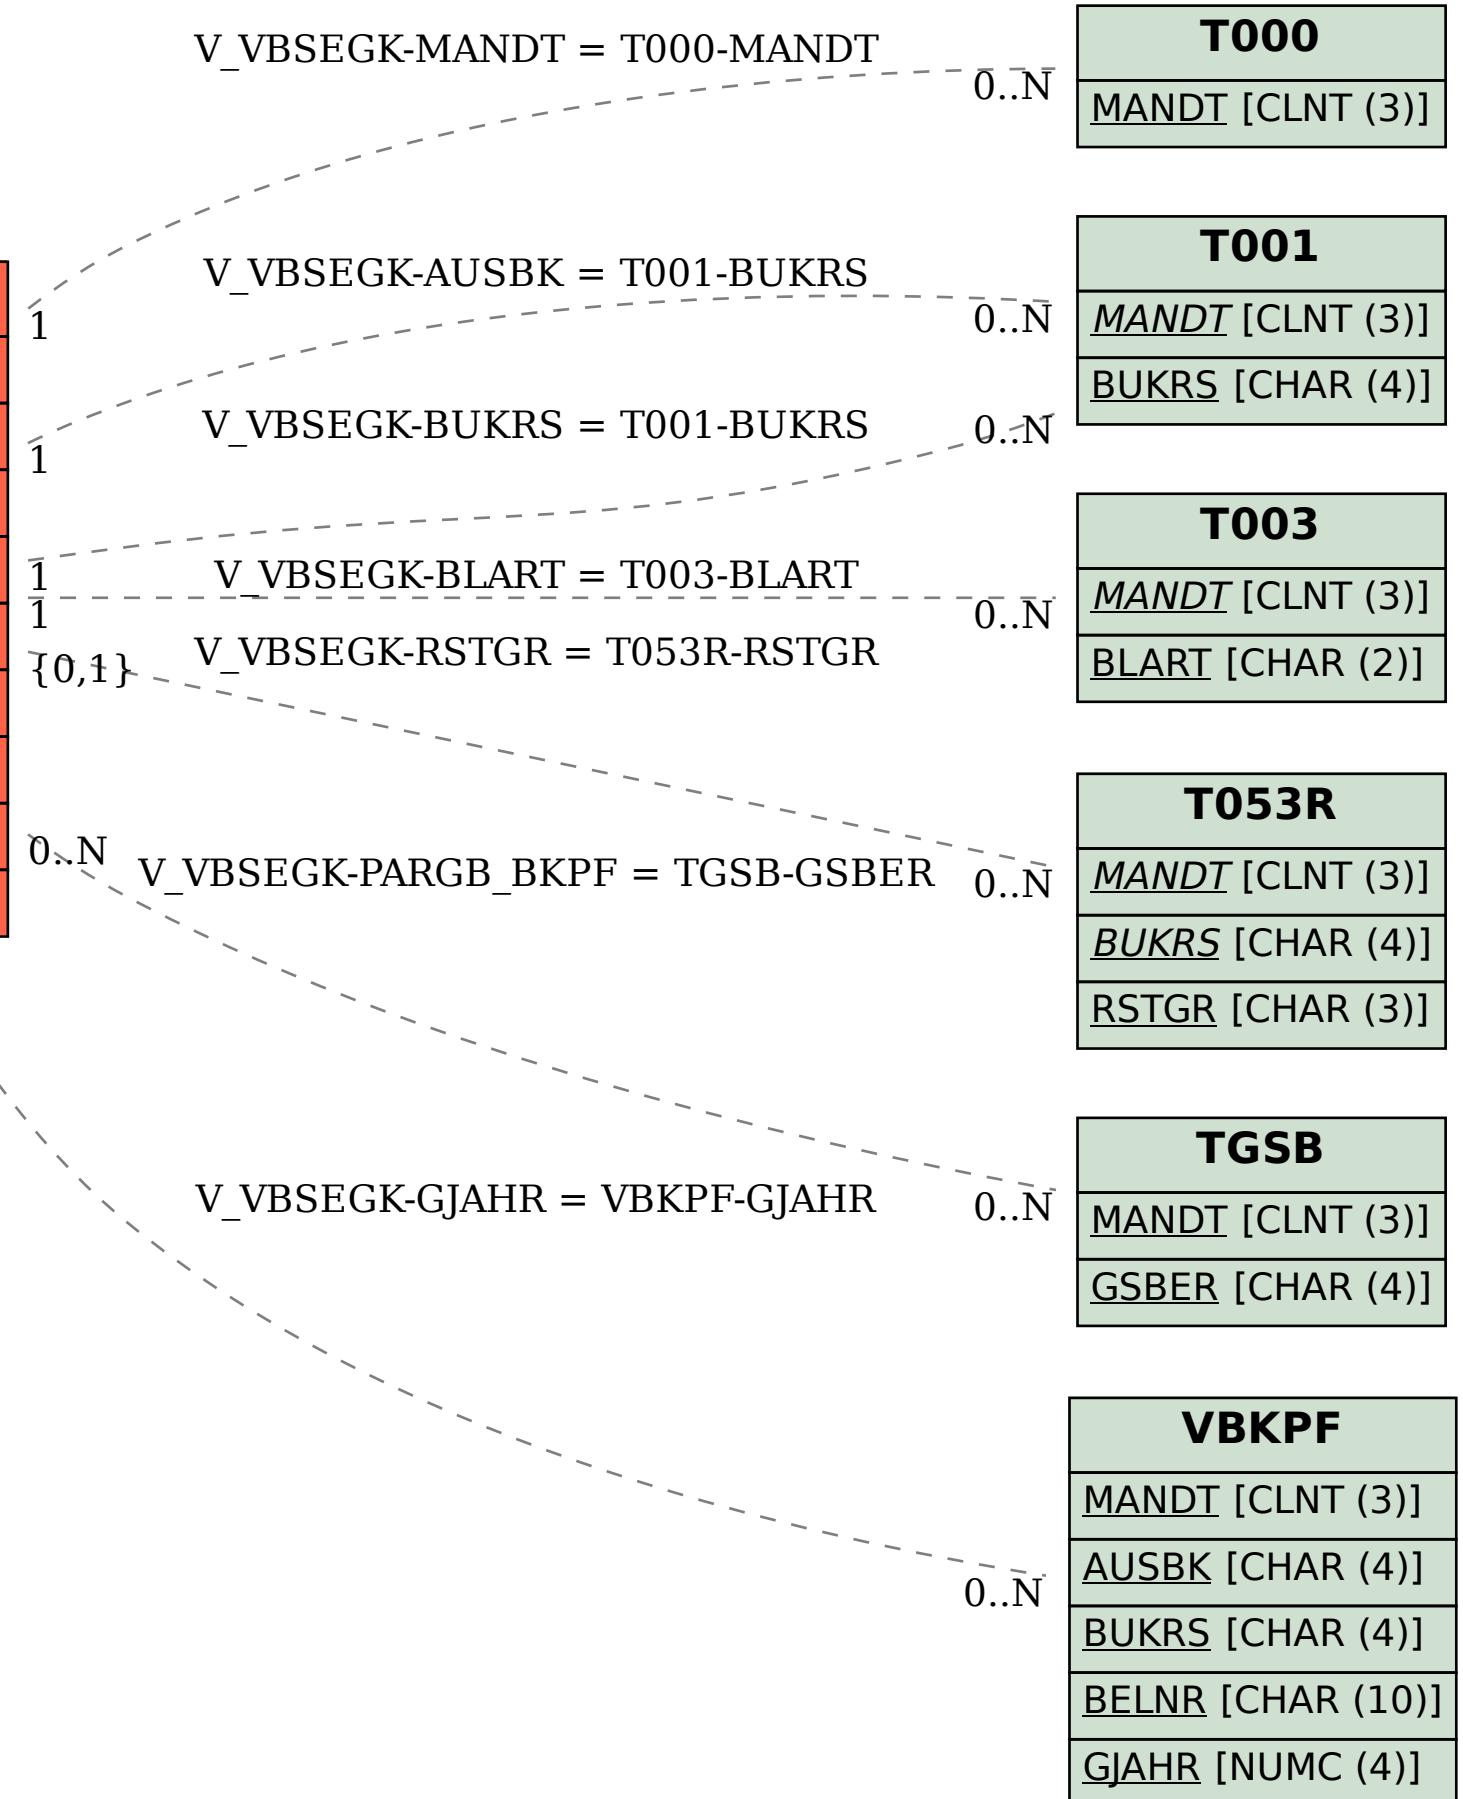 T000
V_VBSEGK-MANDT = T000-MANDT
0..N
MANDT [CLNT (3)]
T001
V_VBSEGK-AUSBK = T001-BUKRS
1
0..N
MANDT [CLNT (3)]
BUKRS [CHAR (4)]
V_VBSEGK-BUKRS = T001-BUKRS
0..N
1
T003
V_VBSEGK-BLART = T003-BLART
1
MANDT [CLNT (3)]
1
0..N
V_VBSEGK-RSTGR = T053R-RSTGR
{0,1}
BLART [CHAR (2)]
T053R
0..N
V_VBSEGK-PARGB_BKPF = TGSB-GSBER
0..N
MANDT [CLNT (3)]
BUKRS [CHAR (4)]
RSTGR [CHAR (3)]
TGSB
V_VBSEGK-GJAHR = VBKPF-GJAHR
0..N
MANDT [CLNT (3)]
GSBER [CHAR (4)]
VBKPF
MANDT [CLNT (3)]
AUSBK [CHAR (4)]
0..N
BUKRS [CHAR (4)]
BELNR [CHAR (10)]
GJAHR [NUMC (4)]